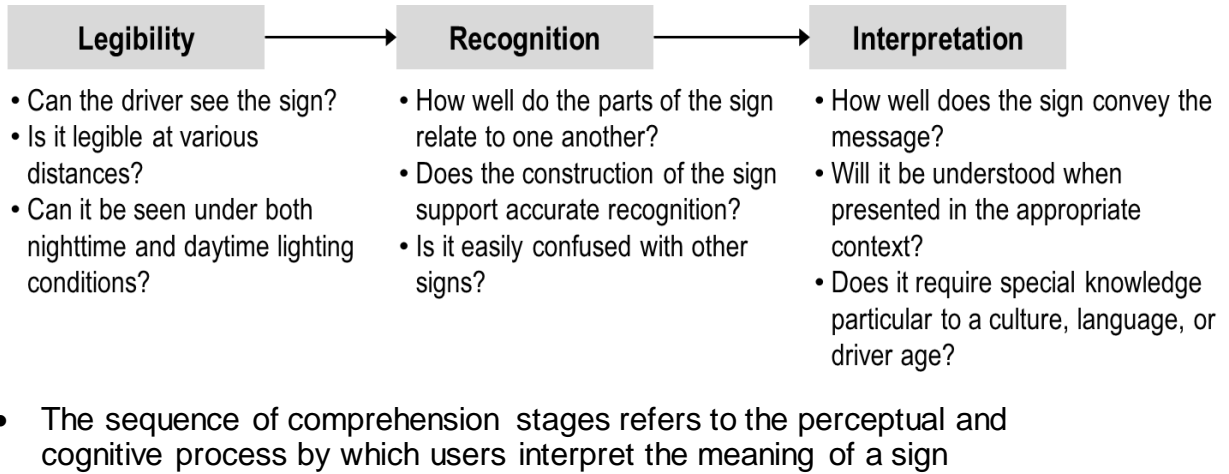 Legibility
Recognition
Interpretation
• Can the driver see the sign?
• Is it legible at various
distances?
• Can it be seen under both
nighttime and daytime lighting
conditions?
• How well do the parts of the sign
relate to one another?
• Does the construction of the sign
support accurate recognition?
• Is it easily confused with other
signs?
• How well does the sign convey the
message?
• Will it be understood when
presented in the appropriate
context?
• Does it require special knowledge
particular to a culture, language, or
driver age?
• The sequence of comprehension stages refers to the perceptual and
cognitive process by which users interpret the meaning of a sign